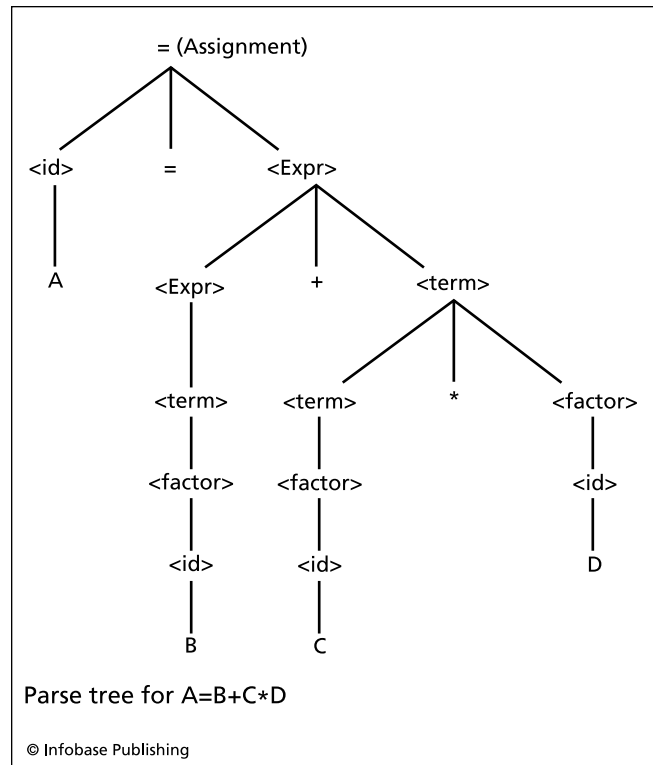 = (Assignment)
<id> = <Expr>
A <Expr> + <term>
<term> <term> * <factor>
<factor> <factor> <id>
<id> <id> D
B C
Parse tree for A=B+C*D
© Infobase Publishing